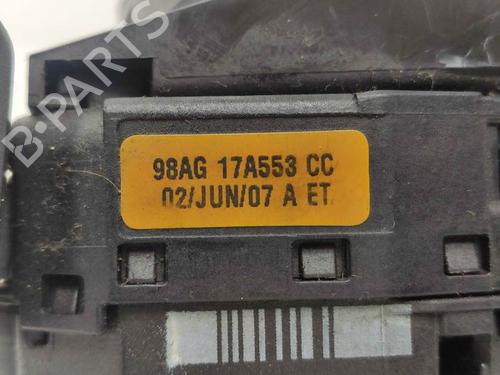 B-PARTS
98AG 17A553 CC
02/JUN/07 A ET